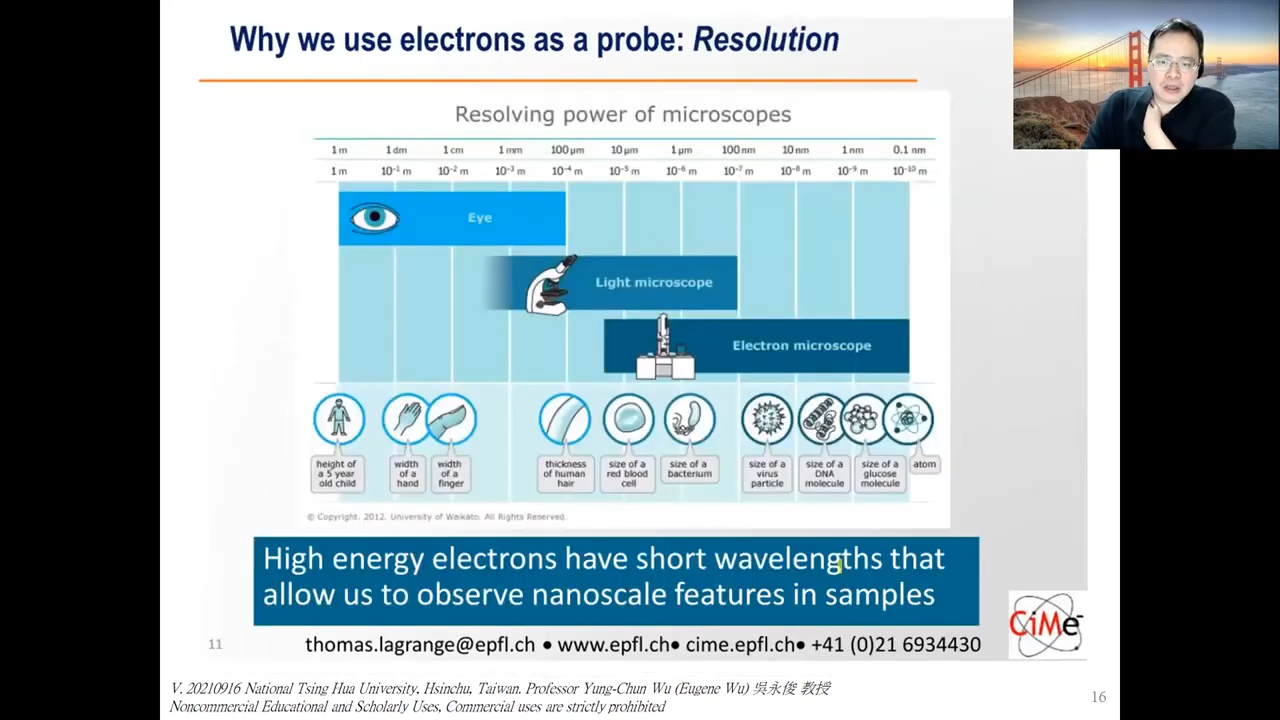 Why we use electrons as a probe: Resolution
Resolving power of microscopes
1 m 1 dm 1 cm 1 mm 100 µm 10 µm 1 µm 100 nm 10 nm 1 nm 0.1 nm
1 m 10⁻¹ m 10⁻² m 10⁻³ m 10⁻⁴ m 10⁻⁵ m 10⁻⁶ m 10⁻⁷ m 10⁻⁸ m 10⁻⁹ m 10⁻¹⁰ m
Eye
Light microscope
Electron microscope
height of
a 5 year
old child
width
of a
hand
width
of a
finger
thickness
of human
hair
size of a
red blood
cell
size of a
bacterium
size of a
virus
particle
size of a
DNA
molecule
size of a
glucose
molecule
atom
© Copyright. 2012. University of Waikato. All Rights Reserved.
High energy electrons have short wavelengths that
allow us to observe nanoscale features in samples
11
thomas.lagrange@epfl.ch • www.epfl.ch• cime.epfl.ch• +41 (0)21 6934430
CiMe⁻
V. 20210916 National Tsing Hua University, Hsinchu, Taiwan. Professor Yung-Chun Wu (Eugene Wu) 吳永俊 教授
Noncommercial Educational and Scholarly Uses, Commercial uses are strictly prohibited
16